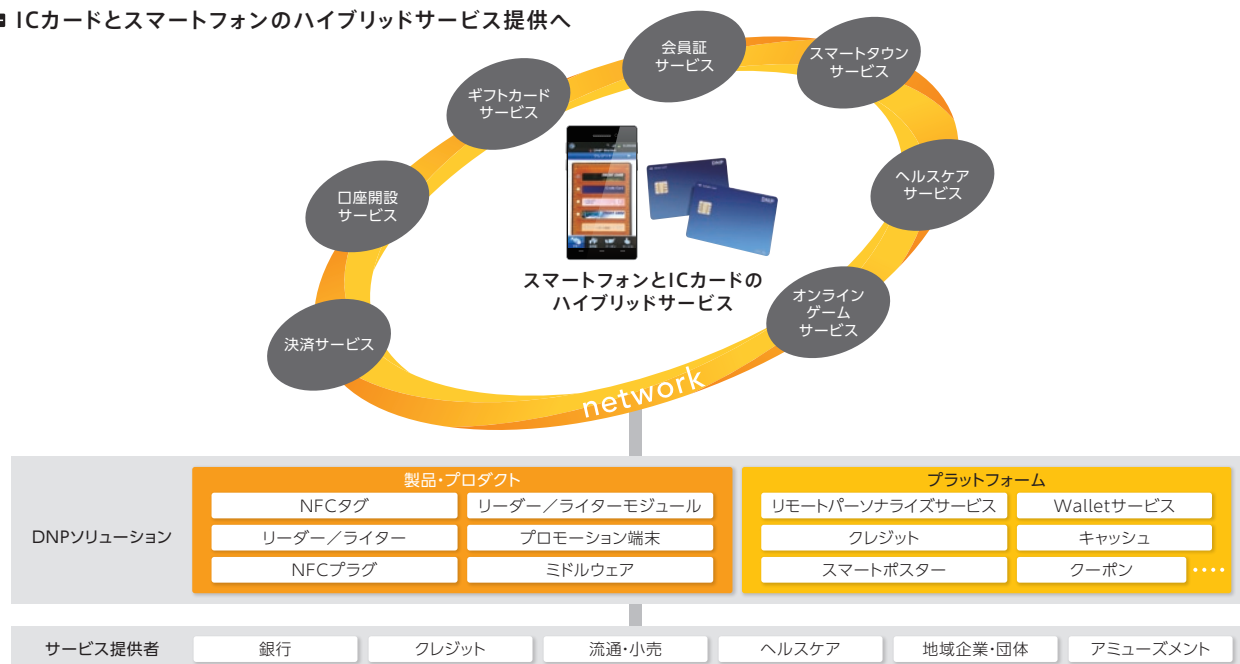 ICカードとスマートフォンのハイブリッドサービス提供へ
会員証
サービス
スマートタウン
サービス
ギフトカード
サービス
ヘルスケア
サービス
口座開設
サービス
DNP
DNP
スマートフォンとICカードの
ハイブリッドサービス
オンライン
ゲーム
サービス
決済サービス
network
DNPソリューション
製品・プロダクト
NFCタグ
リーダー／ライターモジュール
リーダー／ライター
プロモーション端末
NFCプラグ
ミドルウェア
プラットフォーム
リモートパーソナライズサービス
Walletサービス
クレジット
キャッシュ
スマートポスター
クーポン
‥‥
サービス提供者
銀行
クレジット
流通・小売
ヘルスケア
地域企業・団体
アミューズメント